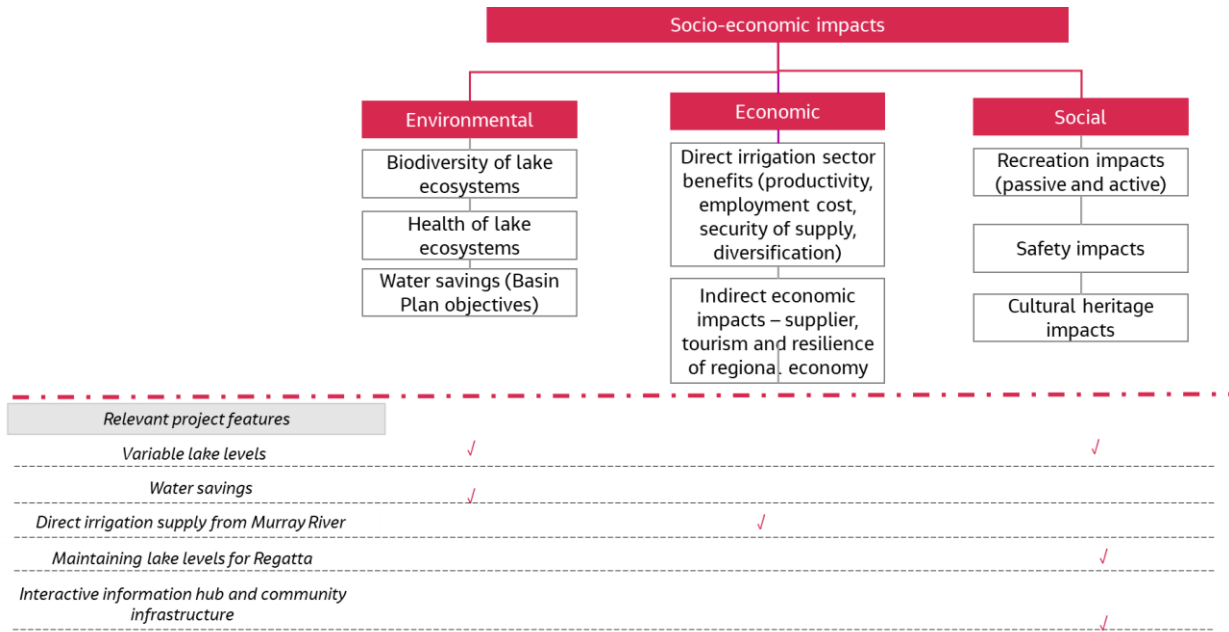 Socio-economic impacts
Environmental
Economic
Social
Biodiversity of lake
ecosystems
Health of lake
ecosystems
Water savings (Basin
Plan objectives)
Direct irrigation sector
benefits (productivity,
employment cost,
security of supply,
diversification)
Indirect economic
impacts – supplier,
tourism and resilience
of regional economy
Recreation impacts
(passive and active)
Safety impacts
Cultural heritage
impacts
Relevant project features
Variable lake levels √ √
Water savings √
Direct irrigation supply from Murray River √
Maintaining lake levels for Regatta √
Interactive information hub and community
infrastructure √